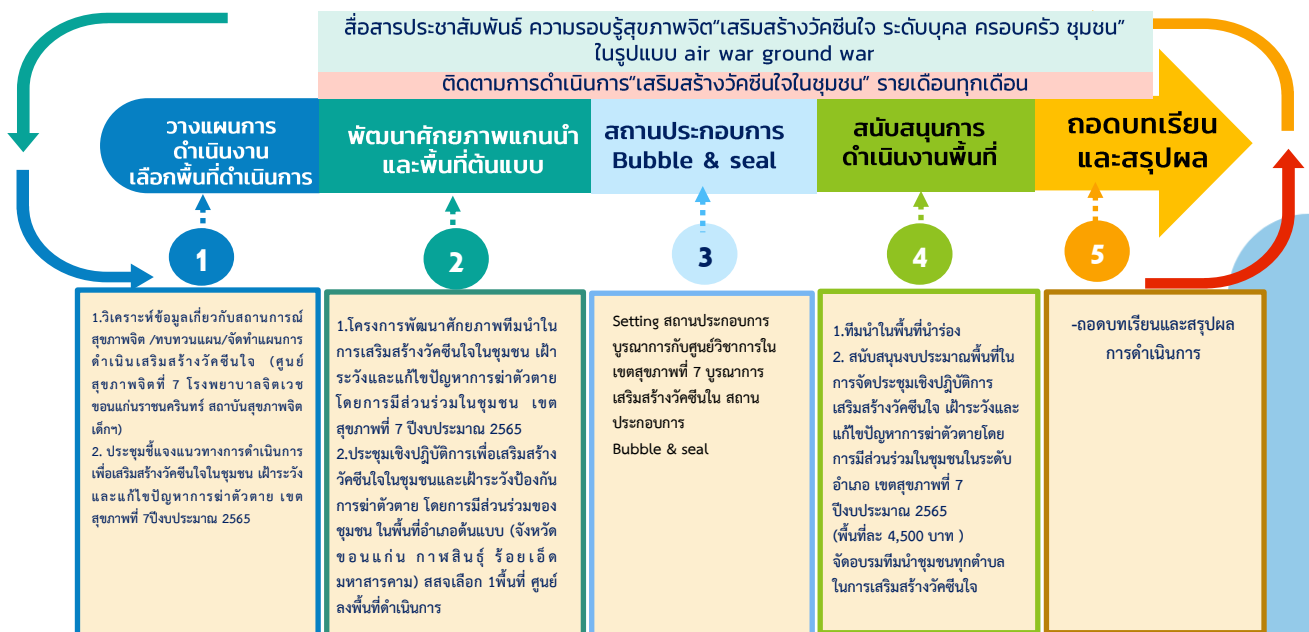 สื่อสารประชาสัมพันธ์ ความรอบรู้สุขภาพจิต“เสริมสร้างวัคซีนใจ ระดับบุคล ครอบครัว ชุมชน”
ในรูปแบบ air war ground war
ติดตามการดำเนินการ“เสริมสร้างวัคซีนใจในชุมชน” รายเดือนทุกเดือน
วางแผนการ
ดำเนินงาน
เลือกพื้นที่ดำเนินการ
พัฒนาศักยภาพแกนนำ
และพื้นที่ต้นแบบ
สถานประกอบการ
Bubble & seal
สนับสนุนการ
ดำเนินงานพื้นที่
ถอดบทเรียน
และสรุปผล
1
2
3
4
5
1.วิเคราะห์ข้อมูลเกี่ยวกับสถานการณ์
สุขภาพจิต /ทบทวนแผน/จัดทำแผนการ
ดำเนินเสริมสร้างวัคซีนใจ (ศูนย์
สุขภาพจิตที่ 7 โรงพยาบาลจิตเวช
ขอนแก่นราชนครินทร์ สถาบันสุขภาพจิต
เด็กฯ)
2. ประชุมชี้แจงแนวทางการดำเนินการ
เพื่อเสริมสร้างวัคซีนใจในชุมชน เฝ้าระวัง
และแก้ไขปัญหาการฆ่าตัวตาย เขต
สุขภาพที่ 7ปีงบประมาณ 2565
1.โครงการพัฒนาศักยภาพทีมนำใน
การเสริมสร้างวัคซีนใจในชุมชน เฝ้า
ระวังและแก้ไขปัญหาการฆ่าตัวตาย
โดยการมีส่วนร่วมในชุมชน เขต
สุขภาพที่ 7 ปีงบประมาณ 2565
2.ประชุมเชิงปฎิบัติการเพื่อเสริมสร้าง
วัคซีนใจในชุมชนและเฝ้าระวังป้องกัน
การฆ่าตัวตาย โดยการมีส่วนร่วมของ
ชุมชน ในพื้นที่อำเภอต้นแบบ (จังหวัด
ขอนแก่น กาฬสินธุ์ ร้อยเอ็ด
มหาสารคาม) สสจเลือก 1พื้นที่ ศูนย์
ลงพื้นที่ดำเนินการ
Setting สถานประกอบการ
บูรณาการกับศูนย์วิชาการใน
เขตสุขภาพที่ 7 บูรณาการ
เสริมสร้างวัคซีนใน สถาน
ประกอบการ
Bubble & seal
1.ทีมนำในพื้นที่นำร่อง
2. สนับสนุนงบประมาณพื้นที่ใน
การจัดประชุมเชิงปฎิบัติการ
เสริมสร้างวัคซีนใจ เฝ้าระวังและ
แก้ไขปัญหาการฆ่าตัวตายโดย
การมีส่วนร่วมในชุมชนในระดับ
อำเภอ เขตสุขภาพที่ 7
ปีงบประมาณ 2565
(พื้นที่ละ 4,500 บาท )
จัดอบรมทีมนำชุมชนทุกตำบล
ในการเสริมสร้างวัคซีนใจ
-ถอดบทเรียนและสรุปผล
การดำเนินการ